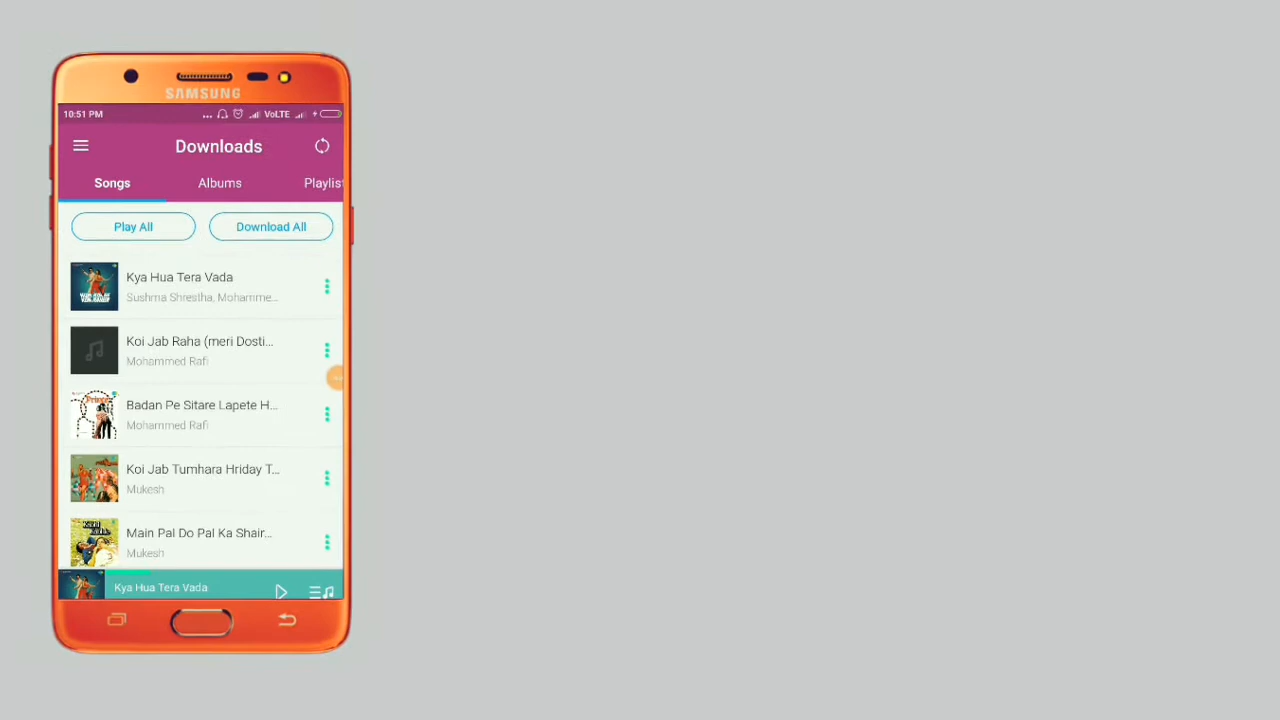 SAMSUNG
10:51 PM
... VoLTE
Downloads
Songs Albums Playlist
Play All Download All
Kya Hua Tera Vada
Sushma Shrestha, Mohamme...
Koi Jab Raha (meri Dosti...
Mohammed Rafi
Badan Pe Sitare Lapete H...
Mohammed Rafi
Koi Jab Tumhara Hriday T...
Mukesh
Main Pal Do Pal Ka Shair...
Mukesh
Kya Hua Tera Vada